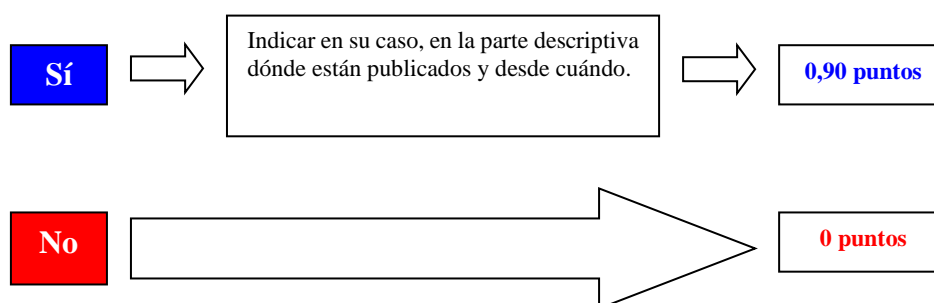 Sí
Indicar en su caso, en la parte descriptiva
dónde están publicados y desde cuándo.
0,90 puntos
No
0 puntos